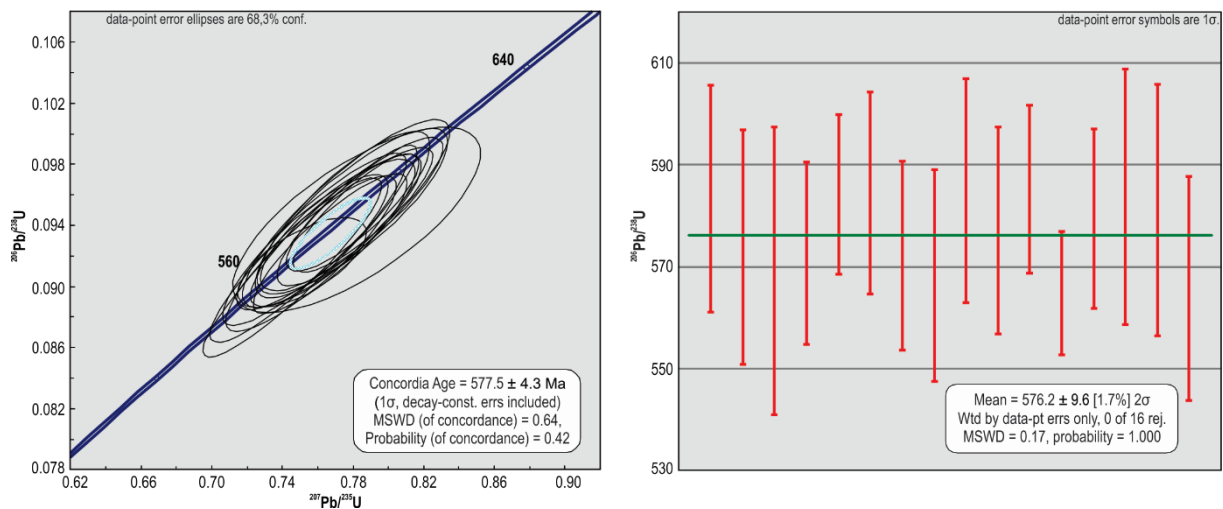 data-point error ellipses are 68,3% conf.
0.106
0.102
0.098
0.094
0.090
0.086
0.082
0.078
²⁰⁶Pb/²³⁸U
640
560
Concordia Age = 577.5 ± 4.3 Ma
(1σ, decay-const. errs included)
MSWD (of concordance) = 0.64,
Probability (of concordance) = 0.42
0.62 0.66 0.70 0.74 0.78 0.82 0.86 0.90
²⁰⁷Pb/²³⁵U
data-point error symbols are 1σ.
610
590
570
550
530
²⁰⁶Pb/²³⁸U
Mean = 576.2 ± 9.6 [1.7%] 2σ
Wtd by data-pt errs only, 0 of 16 rej.
MSWD = 0.17, probability = 1.000